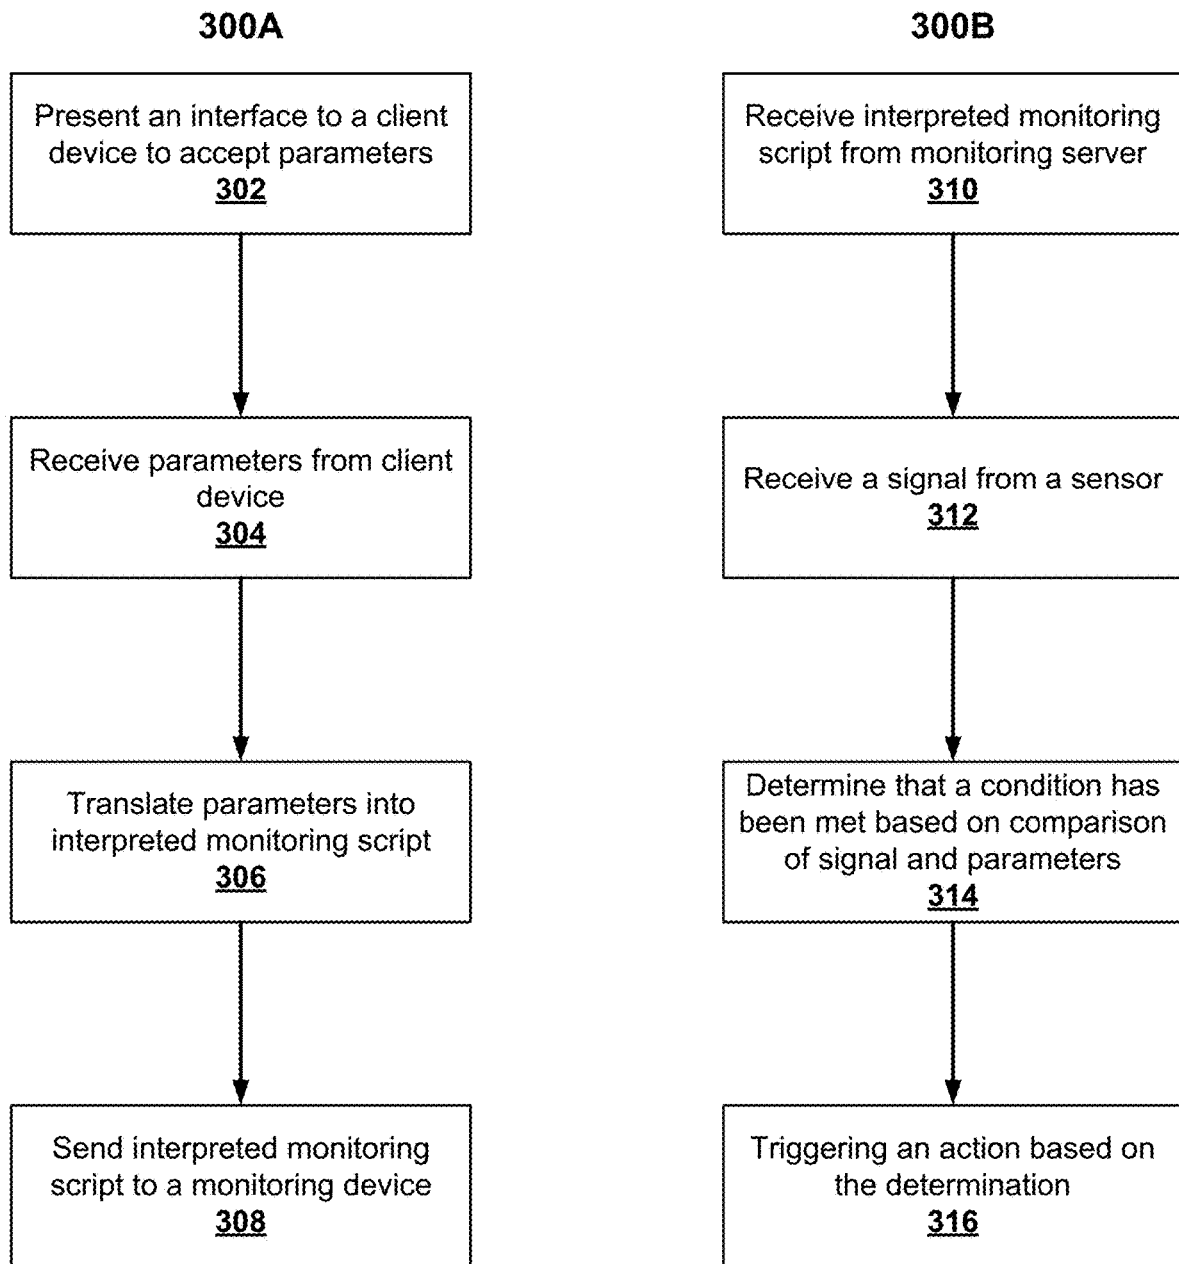 300A
Present an interface to a client
device to accept parameters
302
Receive parameters from client
device
304
Translate parameters into
interpreted monitoring script
306
Send interpreted monitoring
script to a monitoring device
308
300B
Receive interpreted monitoring
script from monitoring server
310
Receive a signal from a sensor
312
Determine that a condition has
been met based on comparison
of signal and parameters
314
Triggering an action based on
the determination
316